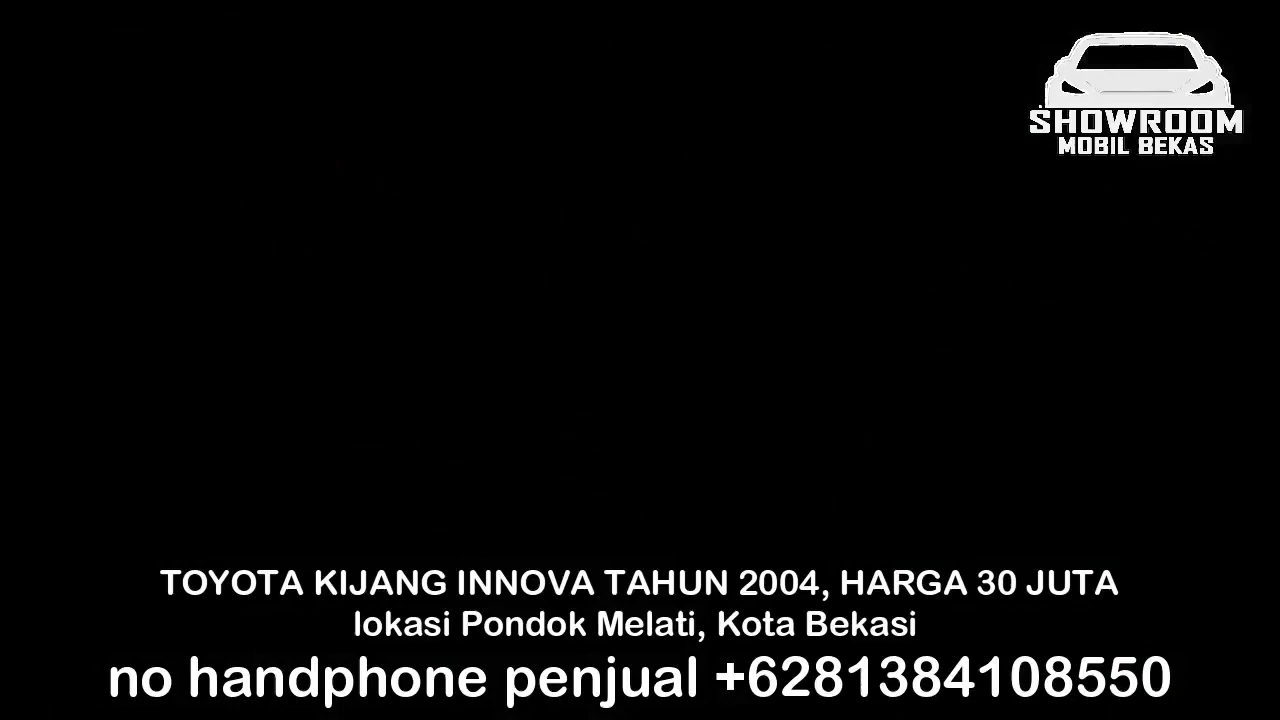 SHOWROOM
MOBIL BEKAS
TOYOTA KIJANG INNOVA TAHUN 2004, HARGA 30 JUTA
lokasi Pondok Melati, Kota Bekasi
no handphone penjual +6281384108550